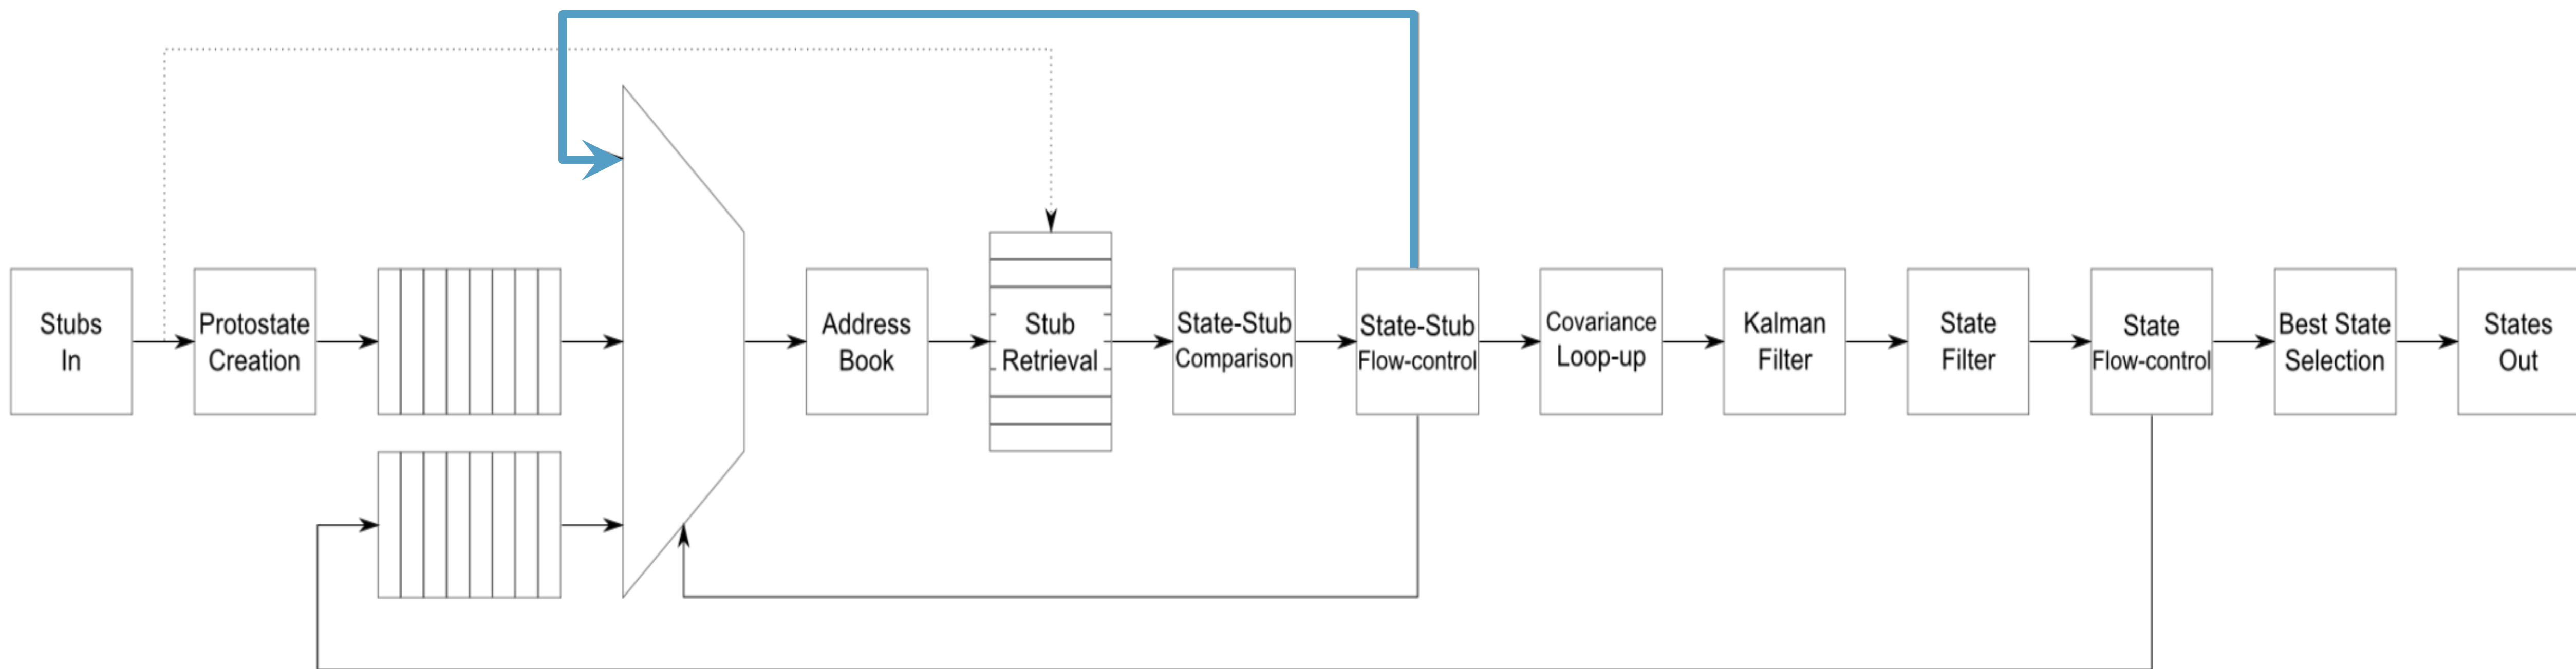 Stubs
In
Protostate
Creation
Address
Book
Stub
Retrieval
State-Stub
Comparison
State-Stub
Flow-control
Covariance
Loop-up
Kalman
Filter
State
Filter
State
Flow-control
Best State
Selection
States
Out